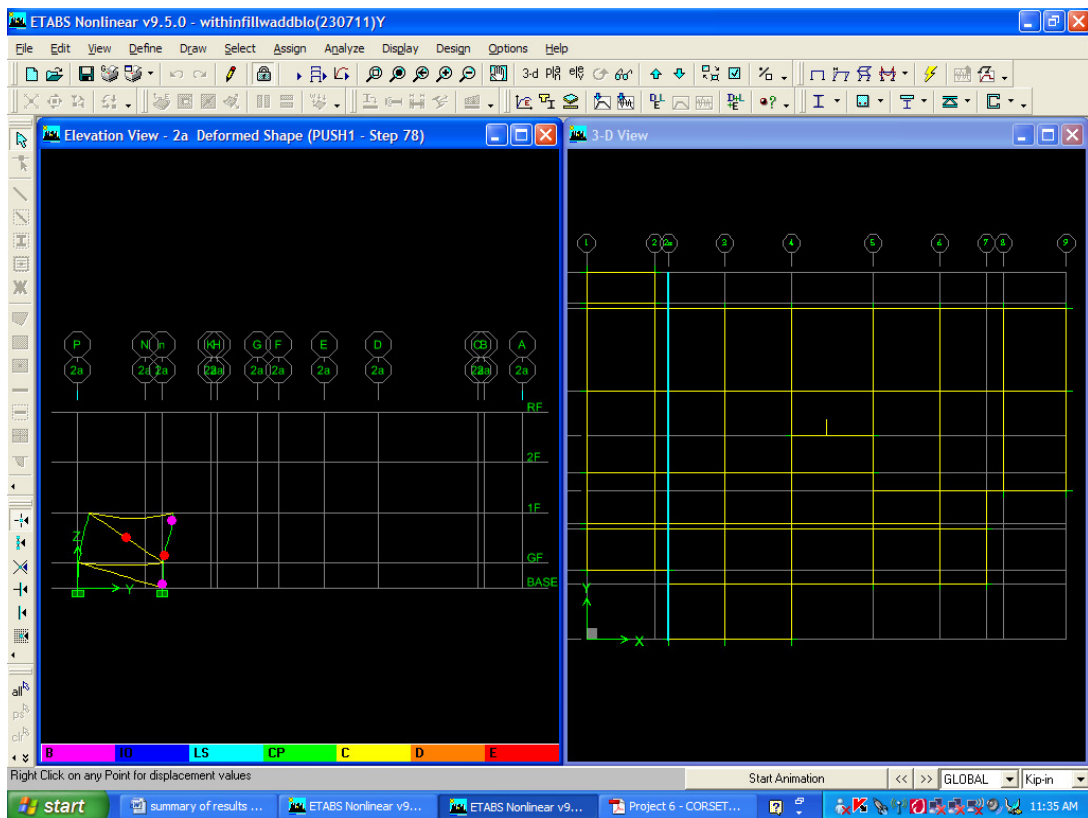 ETABS Nonlinear v9.5.0 - withinfillwaddblo(230711)Y
File Edit View Define Draw Select Assign Analyze Display Design Options Help
3-d
Elevation View - 2a Deformed Shape (PUSH1 - Step 78)
P N G F E D C B A
2a 2a 2a 2a 2a 2a 2a 2a
RF
2F
1F
GF
BASE
Z
Y
B IO LS CP C D E
3-D View
1 2 2a 3 4 5 6 7 8 9
Y
X
all
ps
clr
Right Click on any Point for displacement values
Start Animation << >> GLOBAL Kip-in
start
summary of results ...
ETABS Nonlinear v9...
ETABS Nonlinear v9...
Project 6 - CORSET...
11:35 AM